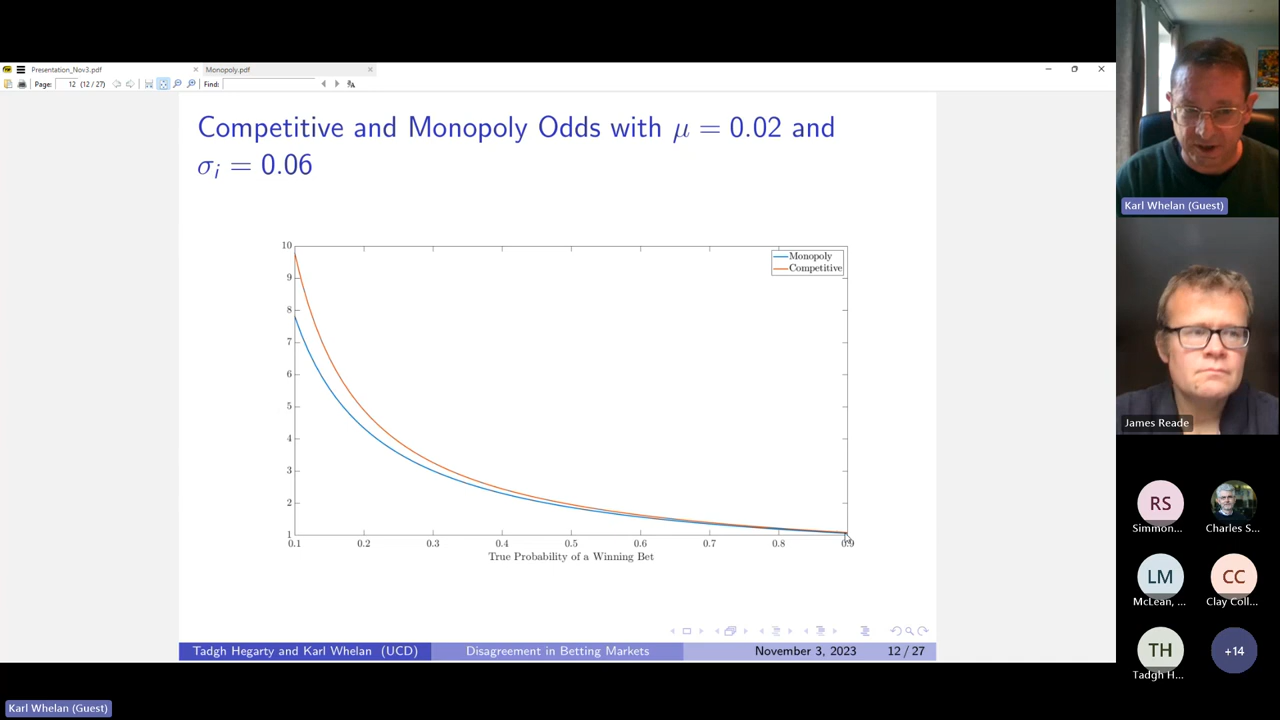 Presentation_Nov3.pdf
Monopoly.pdf
Page: 12 (12 / 27)
Find:
Competitive and Monopoly Odds with μ = 0.02 and
σi = 0.06
Monopoly
Competitive
10
9
8
7
6
5
4
3
2
1
0.1 0.2 0.3 0.4 0.5 0.6 0.7 0.8 0.9
True Probability of a Winning Bet
Tadgh Hegarty and Karl Whelan (UCD) Disagreement in Betting Markets November 3, 2023 12 / 27
Karl Whelan (Guest)
James Reade
RS
Simmon...
Charles S...
LM
McLean, ...
CC
Clay Coll...
TH
Tadgh H...
+14
Karl Whelan (Guest)